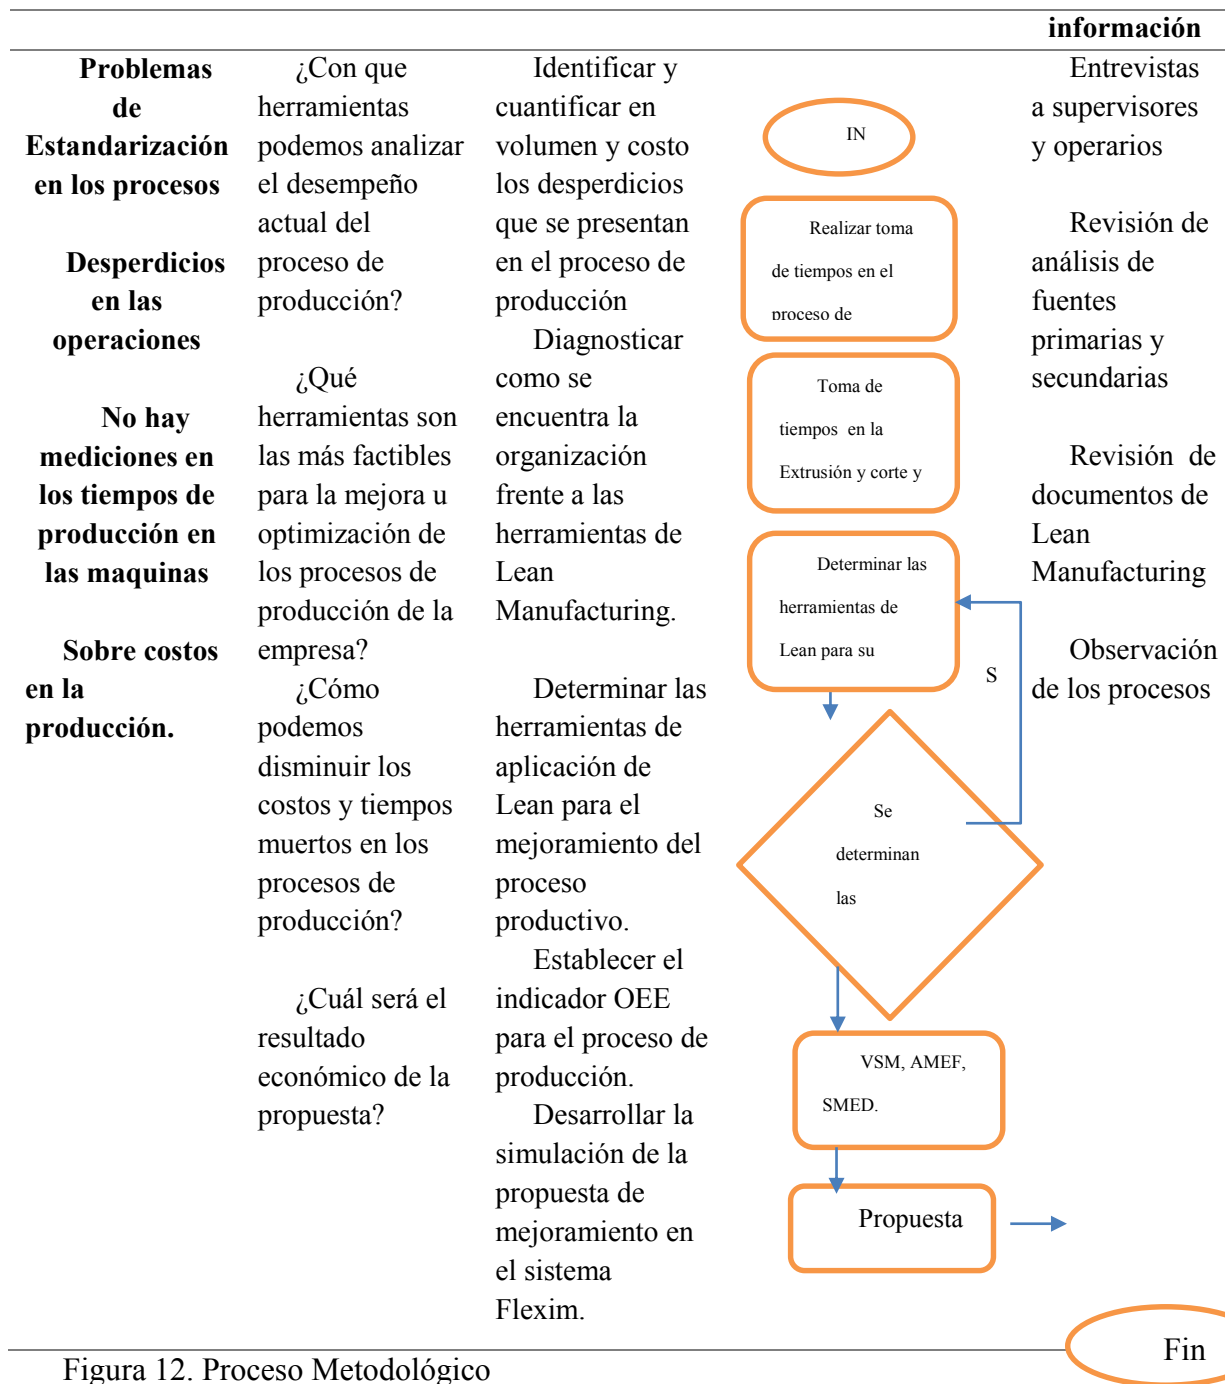 información
Problemas
de
Estandarización
en los procesos
Desperdicios
en las
operaciones
No hay
mediciones en
los tiempos de
producción en
las maquinas
Sobre costos
en la
producción.
¿Con que
herramientas
podemos analizar
el desempeño
actual del
proceso de
producción?
¿Qué
herramientas son
las más factibles
para la mejora u
optimización de
los procesos de
producción de la
empresa?
¿Cómo
podemos
disminuir los
costos y tiempos
muertos en los
procesos de
producción?
¿Cuál será el
resultado
económico de la
propuesta?
Identificar y
cuantificar en
volumen y costo
los desperdicios
que se presentan
en el proceso de
producción
Diagnosticar
como se
encuentra la
organización
frente a las
herramientas de
Lean
Manufacturing.
Determinar las
herramientas de
aplicación de
Lean para el
mejoramiento del
proceso
productivo.
Establecer el
indicador OEE
para el proceso de
producción.
Desarrollar la
simulación de la
propuesta de
mejoramiento en
el sistema
Flexim.
IN
Realizar toma
de tiempos en el
proceso de
Toma de
tiempos en la
Extrusión y corte y
Determinar las
herramientas de
Lean para su
S
Se
determinan
las
VSM, AMEF,
SMED.
Propuesta
Entrevistas
a supervisores
y operarios
Revisión de
análisis de
fuentes
primarias y
secundarias
Revisión de
documentos de
Lean
Manufacturing
Observación
de los procesos
Fin
Figura 12. Proceso Metodológico